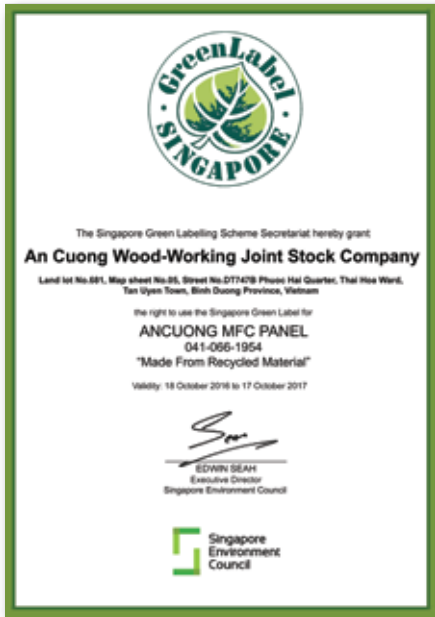 GreenLabel
SINGAPORE
The Singapore Green Labelling Scheme Secretariat hereby grant
An Cuong Wood-Working Joint Stock Company
Land lot No.681, Map sheet No.05, Street No.DT747B Phuoc Hai Quarter, Thai Hoa Ward,
Tan Uyen Town, Binh Duong Province, Vietnam
the right to use the Singapore Green Label for
ANCUONG MFC PANEL
041-066-1954
"Made From Recycled Material"
Validity: 18 October 2016 to 17 October 2017
EDWIN SEAH
Executive Director
Singapore Environment Council
Singapore
Environment
Council